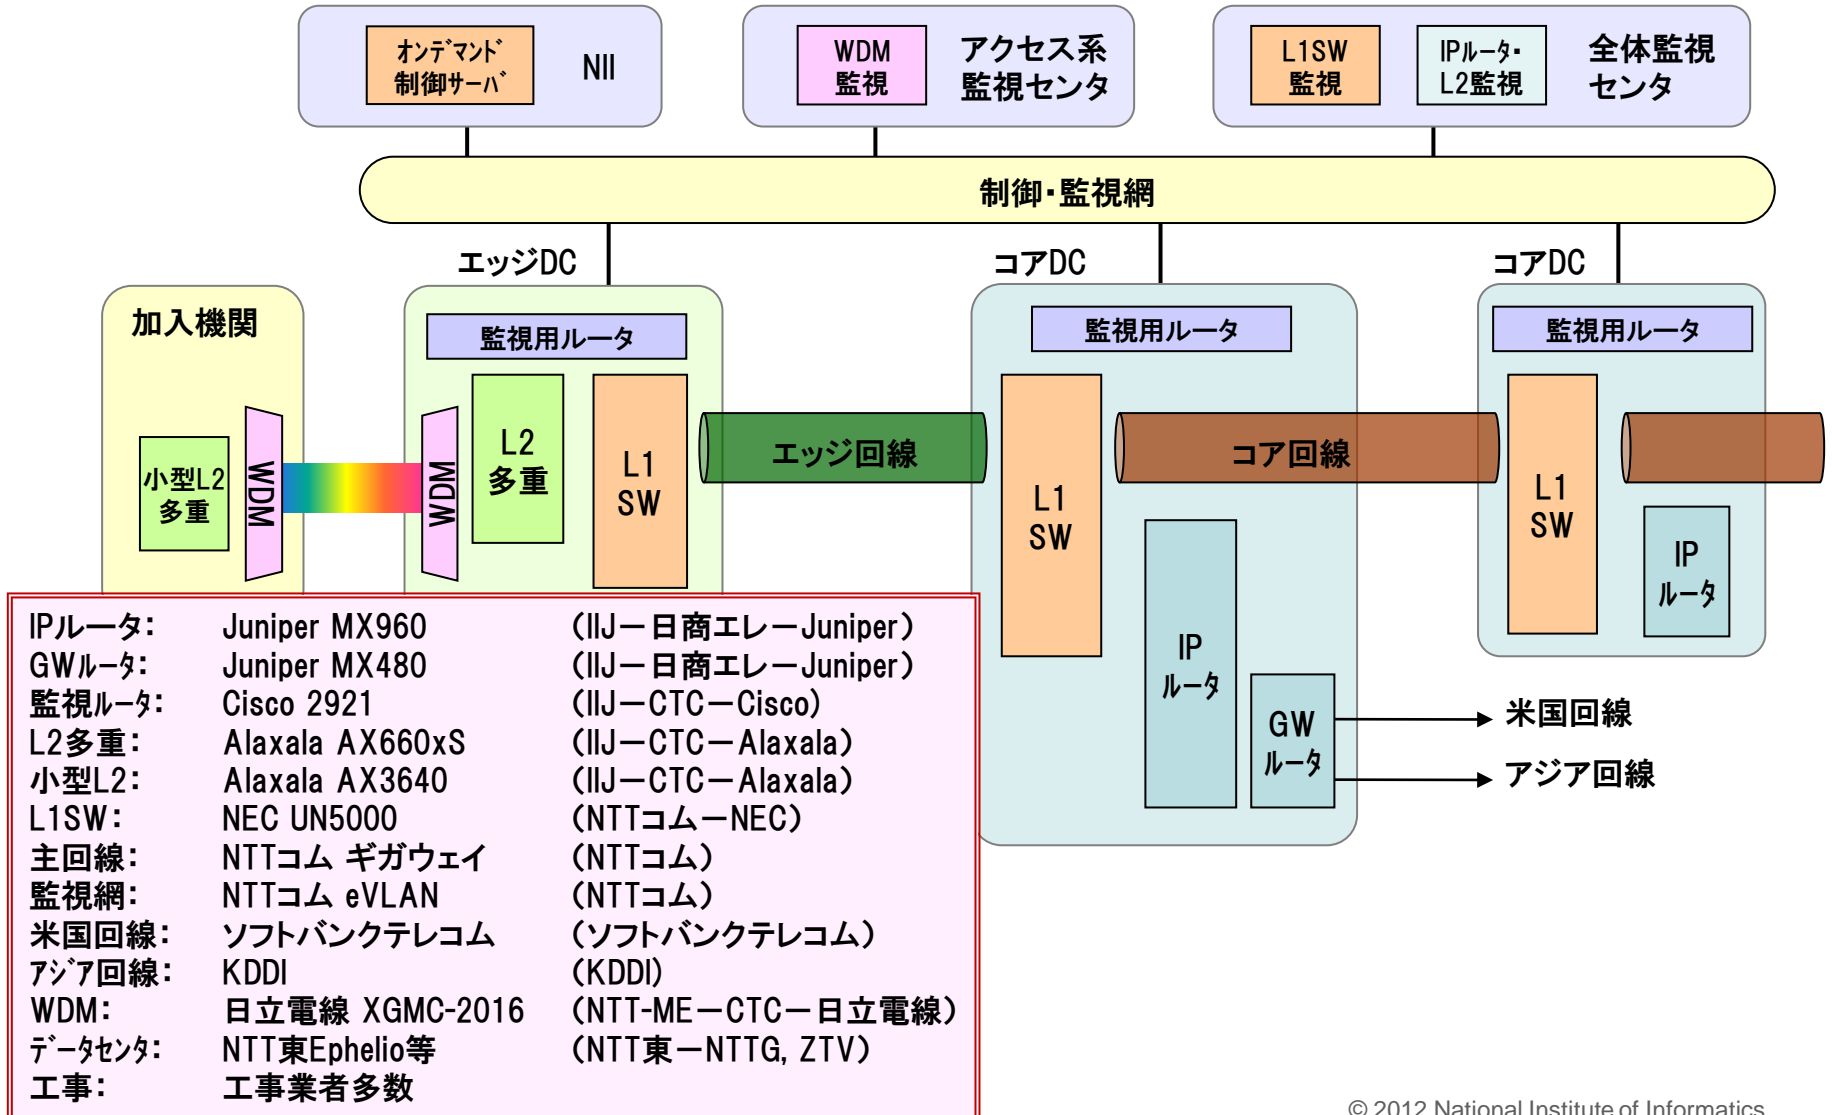 オンデマンド
制御サーバ
NII
WDM
監視
アクセス系
監視センタ
L1SW
監視
IPルータ・
L2監視
全体監視
センタ
制御・監視網
エッジDC
コアDC
コアDC
加入機関
監視用ルータ
監視用ルータ
監視用ルータ
小型L2
多重
WDM
WDM
L2
多重
L1
SW
エッジ回線
L1
SW
コア回線
L1
SW
IP
ルータ
IP
ルータ
GW
ルータ
米国回線
アジア回線
IPルータ： Juniper MX960 （IIJー日商エレーJuniper）
GWルータ： Juniper MX480 （IIJー日商エレーJuniper）
監視ルータ： Cisco 2921 （IIJーCTCーCisco）
L2多重： Alaxala AX660xS （IIJーCTCーAlaxala）
小型L2： Alaxala AX3640 （IIJーCTCーAlaxala）
L1SW： NEC UN5000 （NTTコムーNEC）
主回線： NTTコム ギガウェイ （NTTコム）
監視網： NTTコム eVLAN （NTTコム）
米国回線： ソフトバンクテレコム （ソフトバンクテレコム）
アジア回線： KDDI （KDDI）
WDM： 日立電線 XGMC-2016 （NTT-MEーCTCー日立電線）
データセンタ： NTT東Ephelio等 （NTT東ーNTTG, ZTV）
工事： 工事業者多数
© 2012 National Institute of Informatics